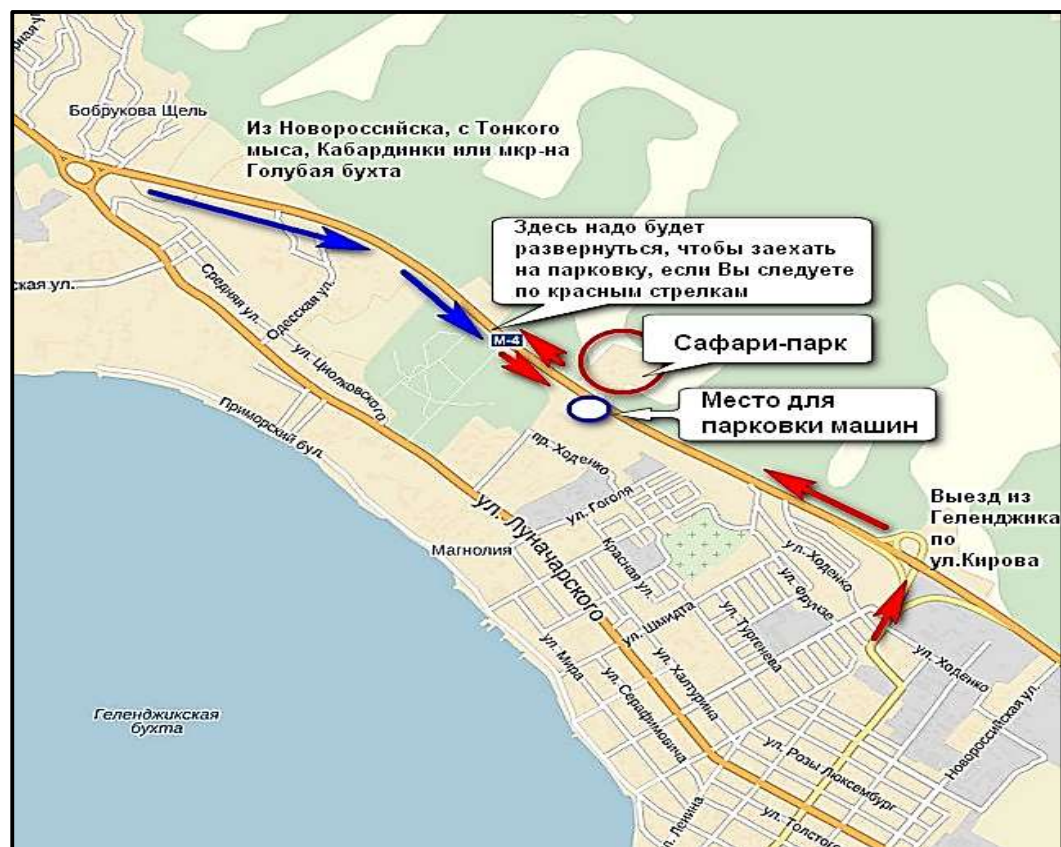 рная ул.
Бобрукова Щель
Из Новороссийска, с Тонкого
мыса, Кабардинки или мкр-на
Голубая бухта
Здесь надо будет
развернуться, чтобы заехать
на парковку, если Вы следуете
по красным стрелкам
ская ул.
Средняя ул.
Одесская ул.
М-4
Сафари-парк
ул. Циолковского
Место для
парковки машин
Приморский бул.
пр. Ходенко
ул. Гоголя
Выезд из
Геленджика
по
ул.Кирова
ул. Луначарского
Магнолия
Красная ул.
ул. Ходенко
ул. Фрунзе
ул. Шмидта
ул. Тургенева
ул. Мира
ул. Халтурина
ул. Ходенко
ул. Серафимовича
Новороссийская ул.
Геленджикская
бухта
ул. Розы Люксембург
ул. Ленина
ул. Толстого